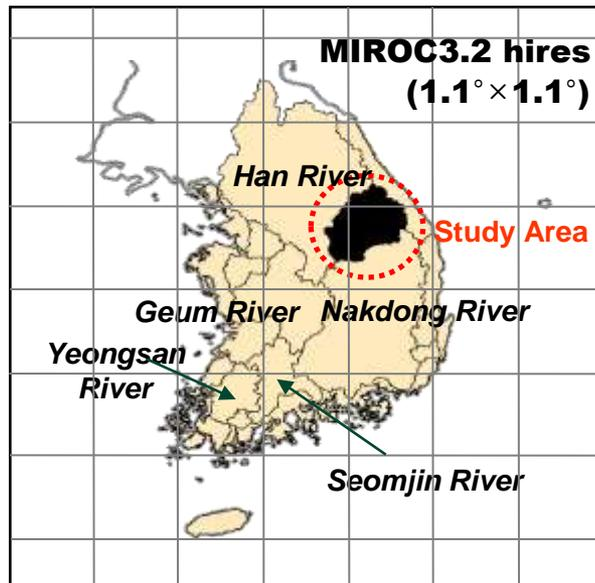 MIROC3.2 hires
(1.1°×1.1°)
Han River
Study Area
Geum River
Nakdong River
Yeongsan
River
Seomjin River